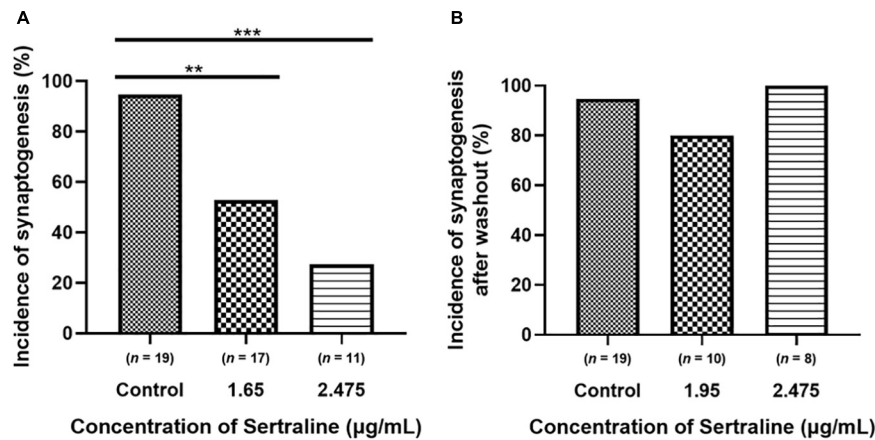 A
Incidence of synaptogenesis (%)
***
**
100
80
60
40
20
0
(n = 19) (n = 17) (n = 11)
Control 1.65 2.475
Concentration of Sertraline (µg/mL)
B
Incidence of synaptogenesis
after washout (%)
100
80
60
40
20
0
(n = 19) (n = 10) (n = 8)
Control 1.95 2.475
Concentration of Sertraline (µg/mL)